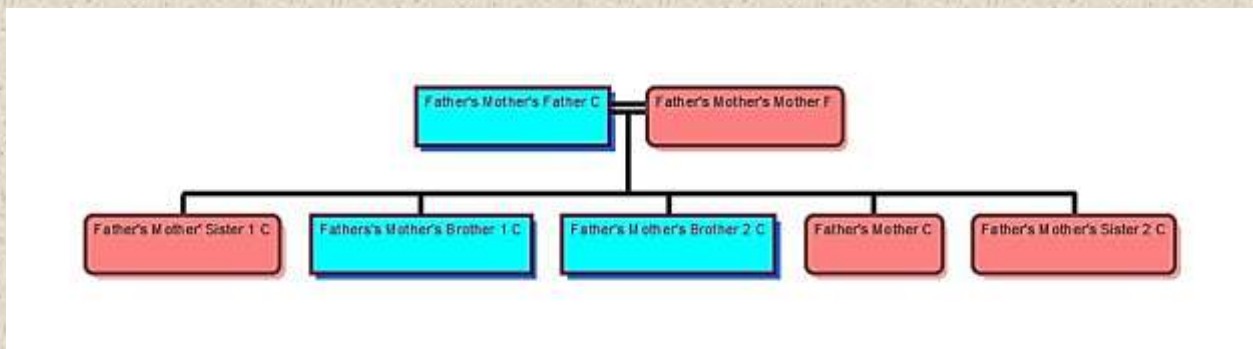 Father's Mother's Father C
Father's Mother's Mother F
Father's Mother' Sister 1 C
Fathers's Mother's Brother 1 C
Father's Mother's Brother 2 C
Father's Mother C
Father's Mother's Sister 2 C